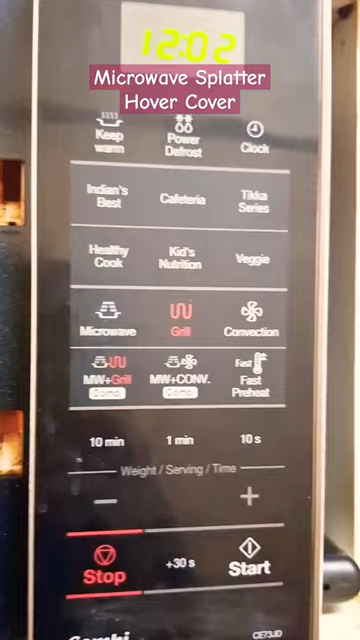 12:02
Microwave Splatter
Hover Cover
Keep warm
Power Defrost
Clock
Indian's Best
Cafeteria
Tikka Series
Healthy Cook
Kid's Nutrition
Veggie
Microwave
Grill
Convection
MW+Grill
Combi
MW+CONV.
Combi
Fast
Fast Preheat
10 min
1 min
10 s
Weight / Serving / Time
−
+
Stop
+30 s
Start
Combi
CE73JD